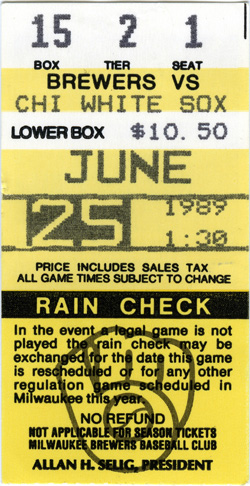 15 2 1
BOX TIER SEAT
BREWERS VS
CHI WHITE SOX
LOWER BOX $10.50
JUNE
25 1989
1:30
PRICE INCLUDES SALES TAX
ALL GAME TIMES SUBJECT TO CHANGE
RAIN CHECK
In the event a legal game is not
played the rain check may be
exchanged for the date this game
is rescheduled or for any other
regulation game scheduled in
Milwaukee this year.
NO REFUND
NOT APPLICABLE FOR SEASON TICKETS
MILWAUKEE BREWERS BASEBALL CLUB
ALLAN H. SELIG, PRESIDENT